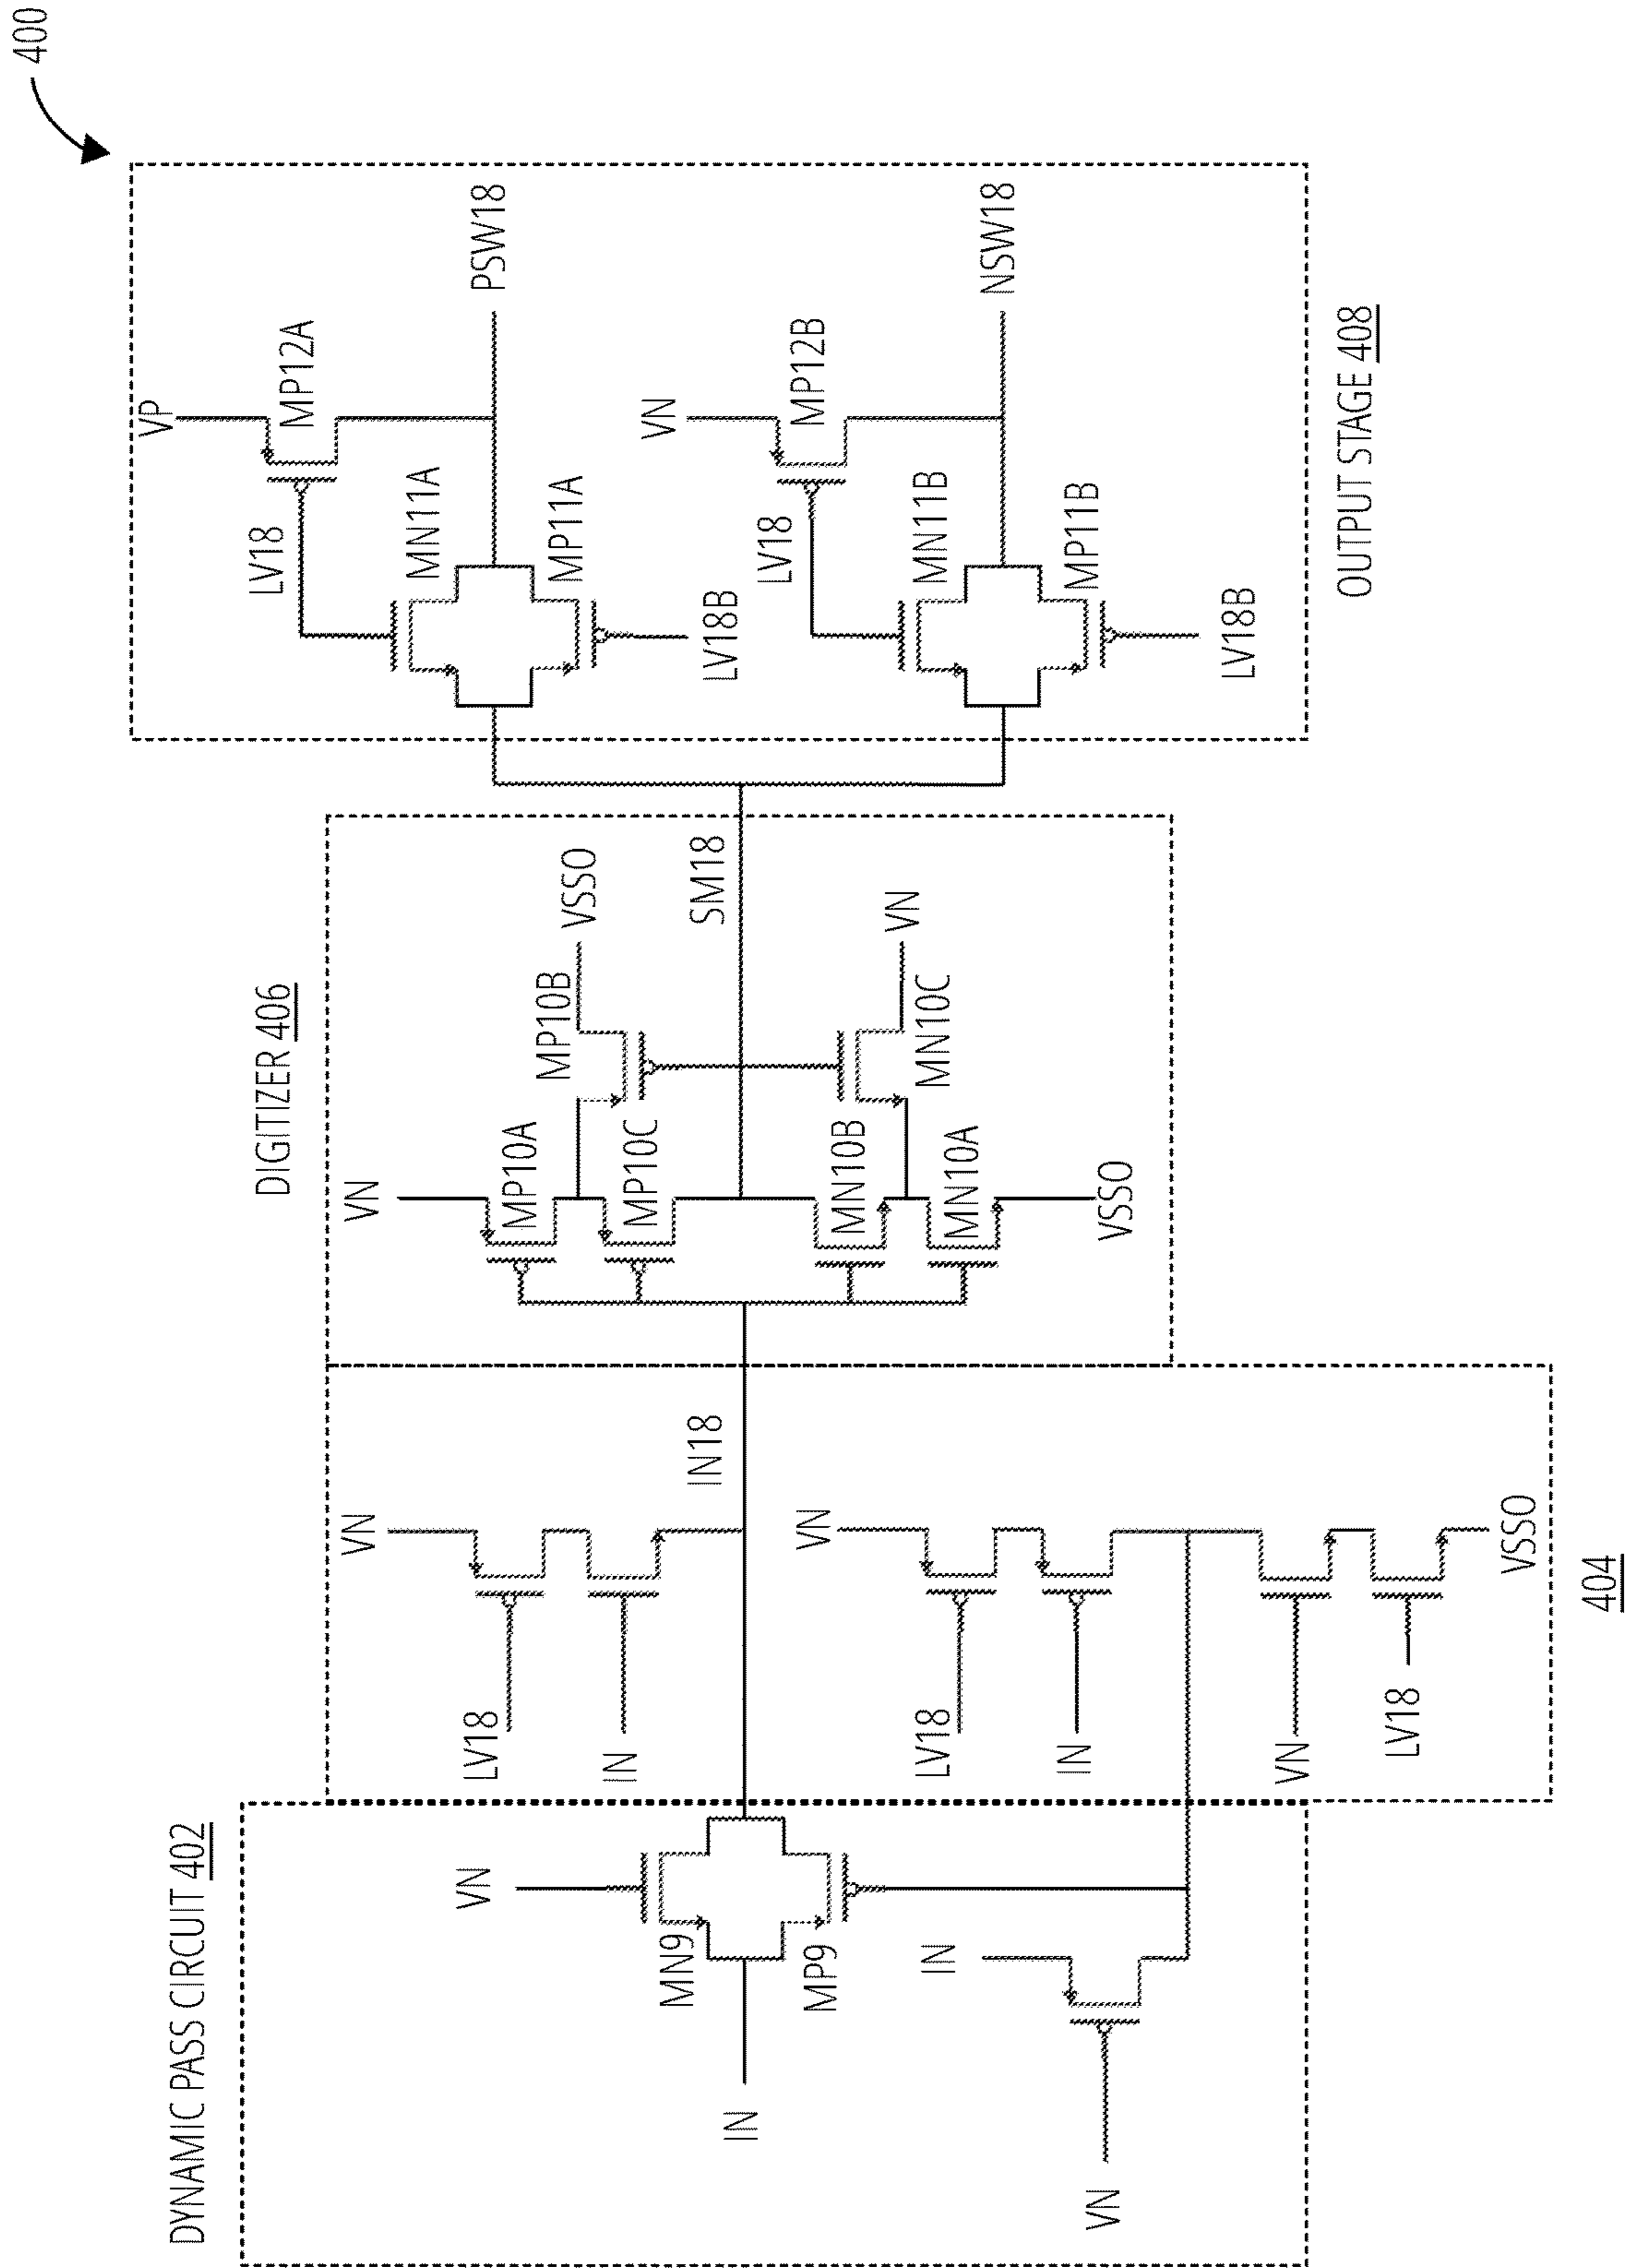 400
DYNAMIC PASS CIRCUIT 402
VN
MN9
IN
MP9
IN
VN
VN
LV18
IN
IN18
VN
LV18
IN
VN
LV18
VSSO
404
DIGITIZER 406
VN
MP10A
MP10B
VSSO
MP10C
SM18
MN10B
MN10C
VN
MN10A
VSSO
VP
MP12A
LV18
MN11A
PSW18
MP11A
LV18B
VN
MP12B
LV18
MN11B
NSW18
MP11B
LV18B
OUTPUT STAGE 408